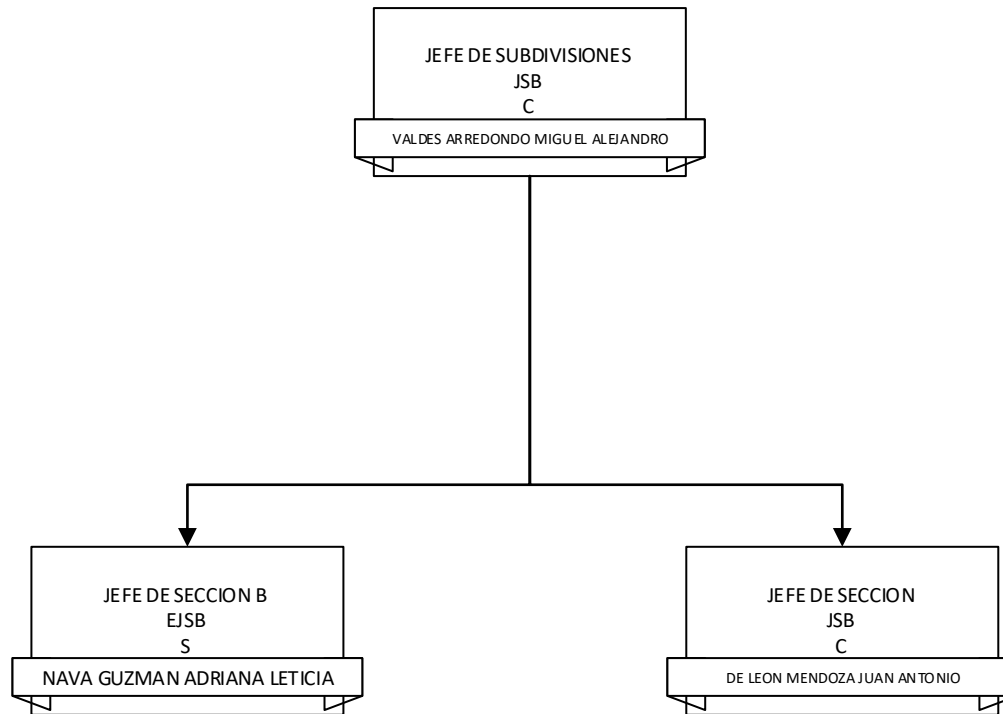 JEFE DE SUBDIVISIONES
JSB
C
VALDES ARREDONDO MIGUEL ALEJANDRO
JEFE DE SECCION B
EJSB
S
NAVA GUZMAN ADRIANA LETICIA
JEFE DE SECCION
JSB
C
DE LEON MENDOZA JUAN ANTONIO